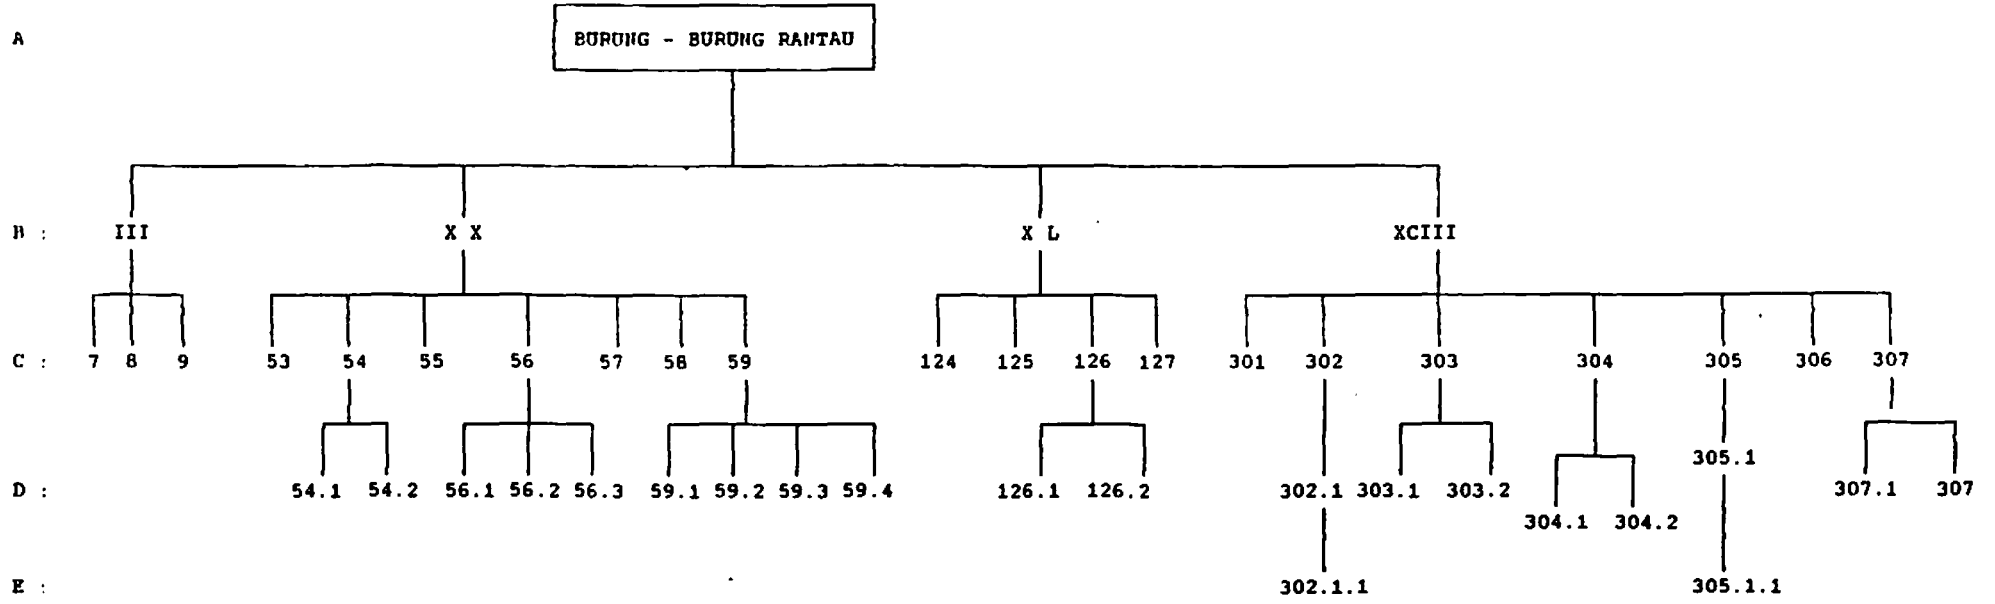 A BURUNG - BURUNG RANTAU
B : III X X X L XCIII
C : 7 8 9 53 54 55 56 57 58 59 124 125 126 127 301 302 303 304 305 306 307
305.1
D : 54.1 54.2 56.1 56.2 56.3 59.1 59.2 59.3 59.4 126.1 126.2 302.1 303.1 303.2 307.1 307
304.1 304.2
E : 302.1.1 305.1.1